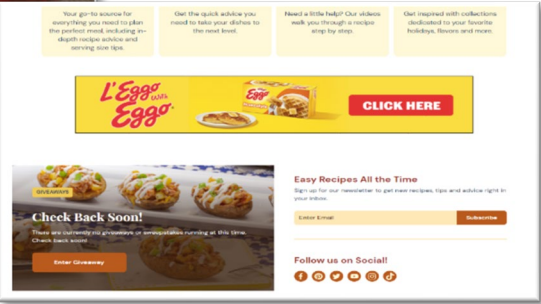 Your go-to source for
everything you need to plan
the perfect meal, including in-
depth recipe advice and
serving size tips.
Get the quick advice you
need to take your dishes to
the next level.
Need a little help? Our videos
walk you through a recipe
step by step.
Get inspired with collections
dedicated to your favorite
holidays, flavors and more.
L'Eggo
with
Eggo
Eggo
CLICK HERE
GIVEAWAYS
Check Back Soon!
There are currently no giveaways or sweepstakes running at this time.
Check back soon!
Enter Giveaway
Easy Recipes All the Time
Sign up for our newsletter to get new recipes, tips and advice right in
your inbox.
Enter Email
Subscribe
Follow us on Social!